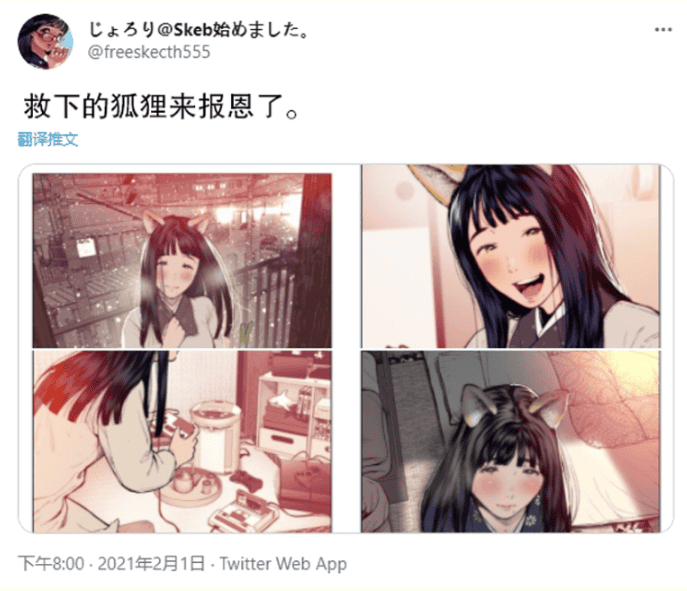 じょろり@Skeb始めました。
@freeskecth555
救下的狐狸来报恩了。
翻译推文
下午8:00 · 2021年2月1日 · Twitter Web App